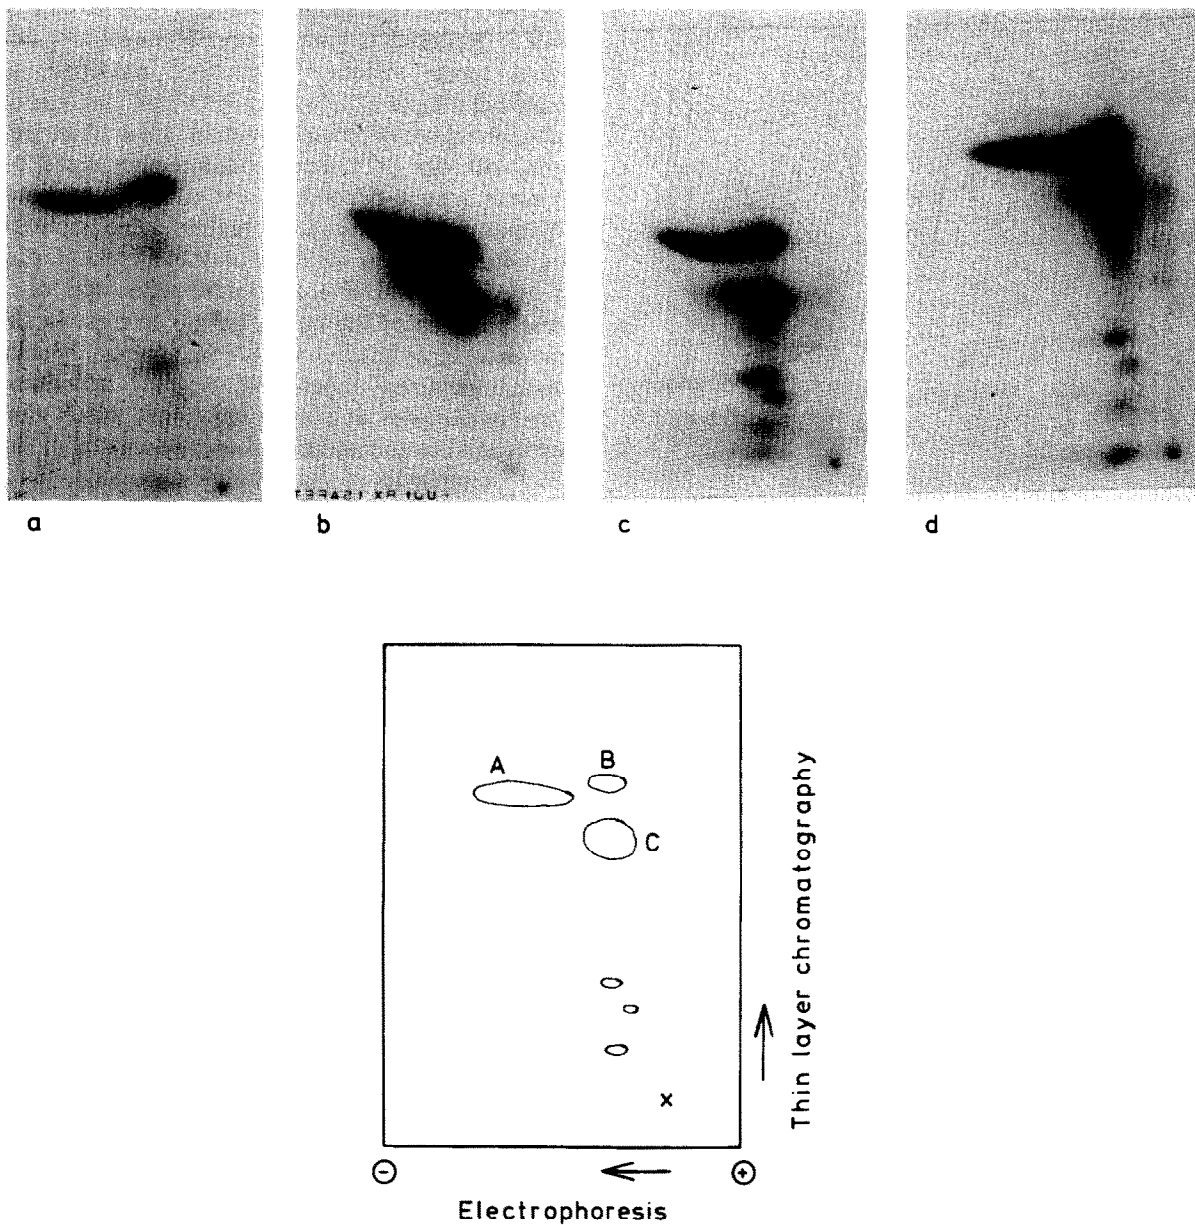 a
b
c
d
A
B
C
x
Thin layer chromatography
⊖
⊕
Electrophoresis